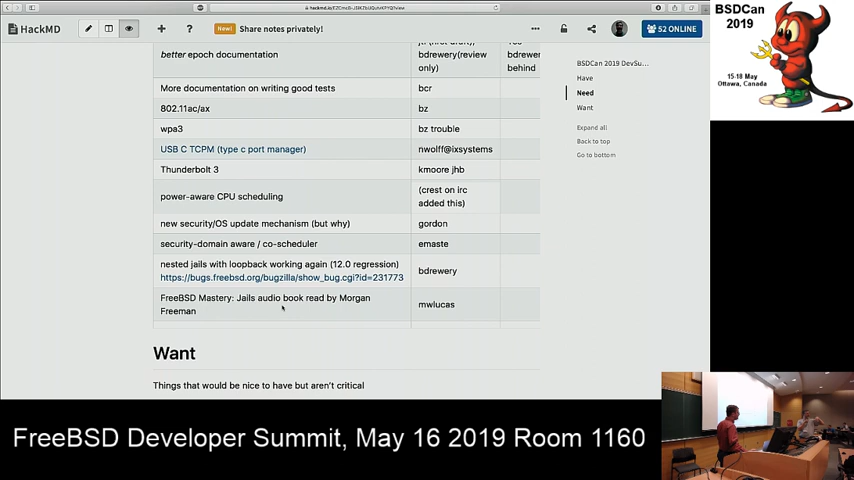 hackmd.io
HackMD
New! Share notes privately!
52 ONLINE
BSDCan
2019
15-18 May
Ottawa, Canada
better epoch documentation
bdrewery(review
only)
bdrewer
behind
More documentation on writing good tests
bcr
802.11ac/ax
bz
wpa3
bz trouble
USB C TCPM (type c port manager)
nwolff@ixsystems
Thunderbolt 3
kmoore jhb
power-aware CPU scheduling
(crest on irc
added this)
new security/OS update mechanism (but why)
gordon
security-domain aware / co-scheduler
emaste
nested jails with loopback working again (12.0 regression)
https://bugs.freebsd.org/bugzilla/show_bug.cgi?id=231773
bdrewery
FreeBSD Mastery: Jails audio book read by Morgan
Freeman
mwlucas
Want
Things that would be nice to have but aren't critical
BSDCan 2019 DevSu...
Have
Need
Want
Expand all
Back to top
Go to bottom
FreeBSD Developer Summit, May 16 2019 Room 1160